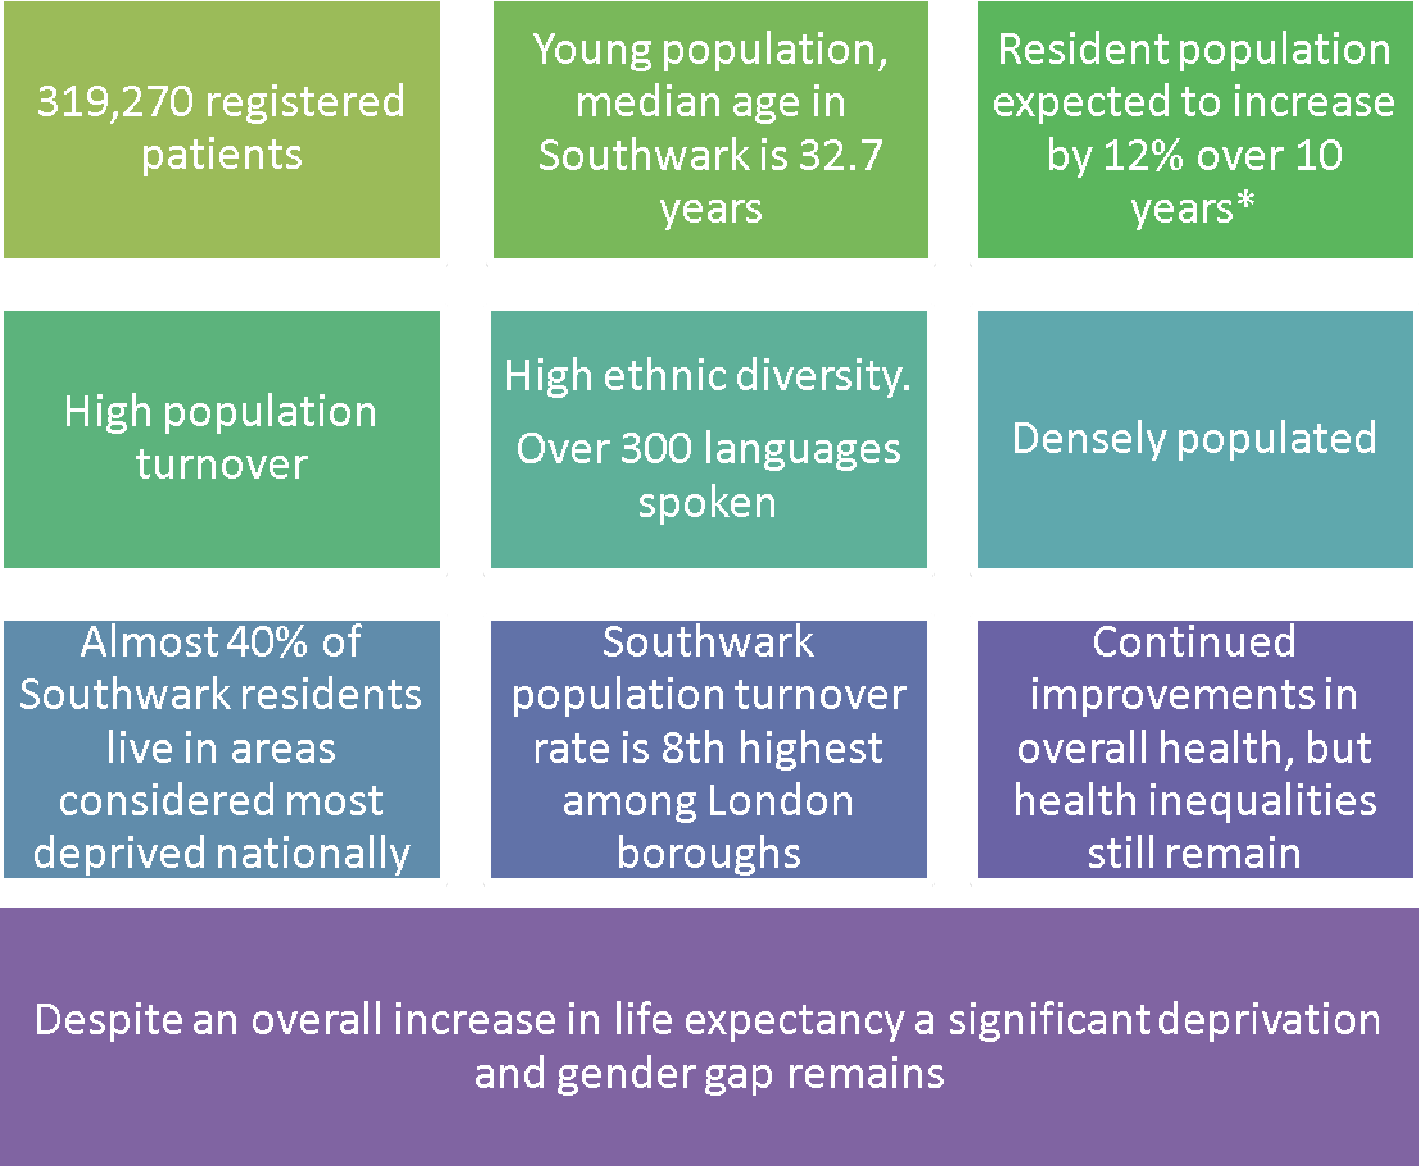 319,270 registered
patients
Young population,
median age in
Southwark is 32.7
years
Resident population
expected to increase
by 12% over 10
years*
High population
turnover
High ethnic diversity.
Over 300 languages
spoken
Densely populated
Almost 40% of
Southwark residents
live in areas
considered most
deprived nationally
Southwark
population turnover
rate is 8th highest
among London
boroughs
Continued
improvements in
overall health, but
health inequalities
still remain
Despite an overall increase in life expectancy a significant deprivation
and gender gap remains